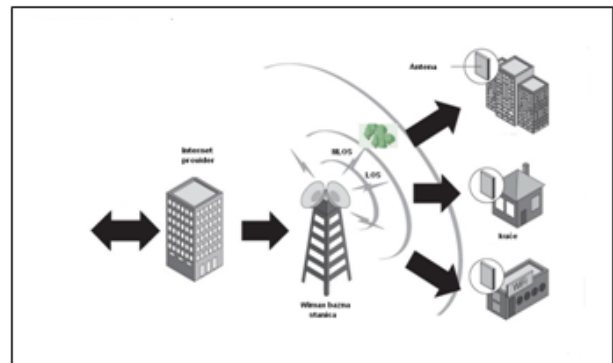 Antena
Internet
provider
NLOS
LOS
Wimax bazna
stanica
kuće